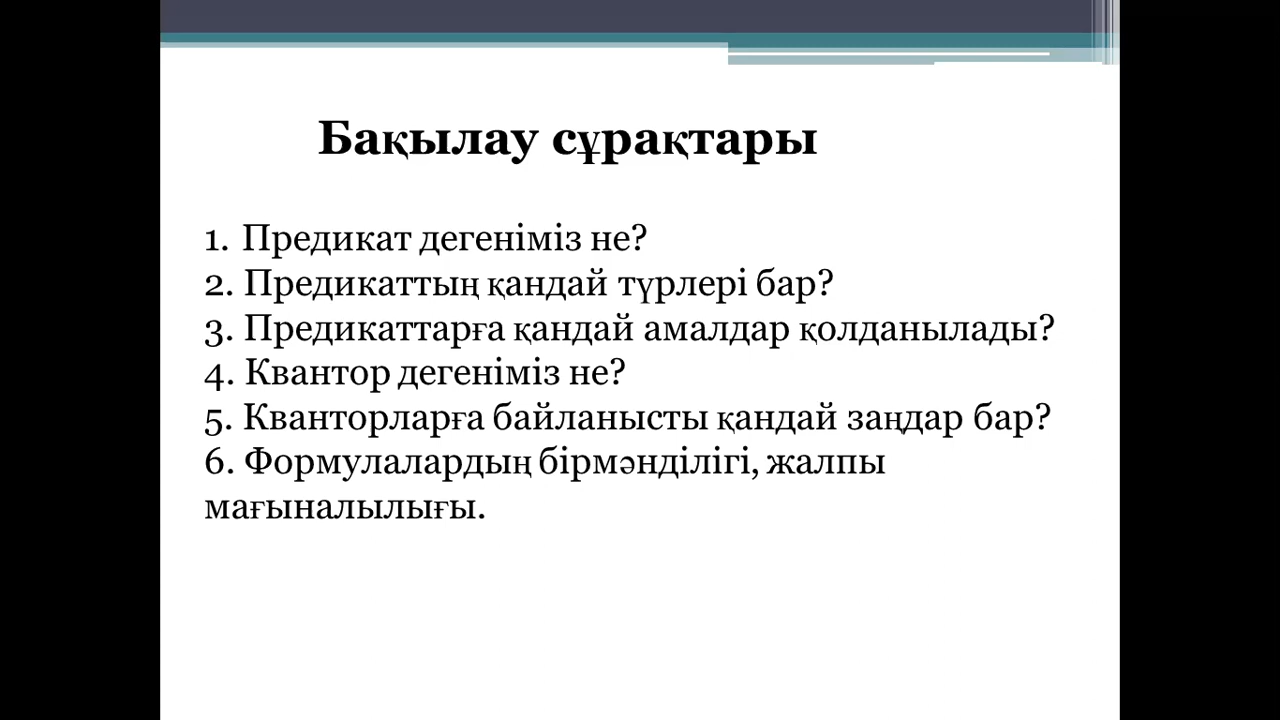 Бақылау сұрақтары
1. Предикат дегеніміз не?
2. Предикаттың қандай түрлері бар?
3. Предикаттарға қандай амалдар қолданылады?
4. Квантор дегеніміз не?
5. Кванторларға байланысты қандай заңдар бар?
6. Формулалардың бірмәнділігі, жалпы
мағыналылығы.